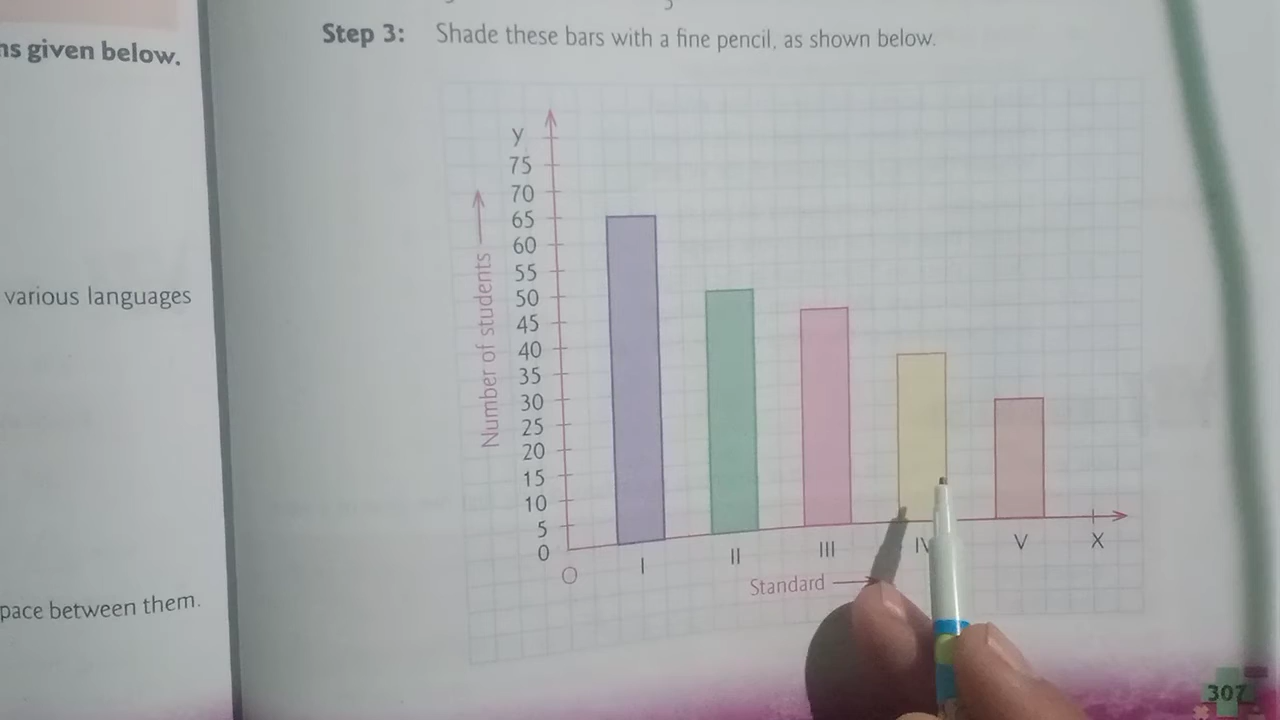 ns given below.
various languages
pace between them.
Step 3: Shade these bars with a fine pencil, as shown below.
y
75
70
65
60
55
50
45
40
35
30
25
20
15
10
5
0
Number of students
O
I
II
III
IV
V
X
Standard
307